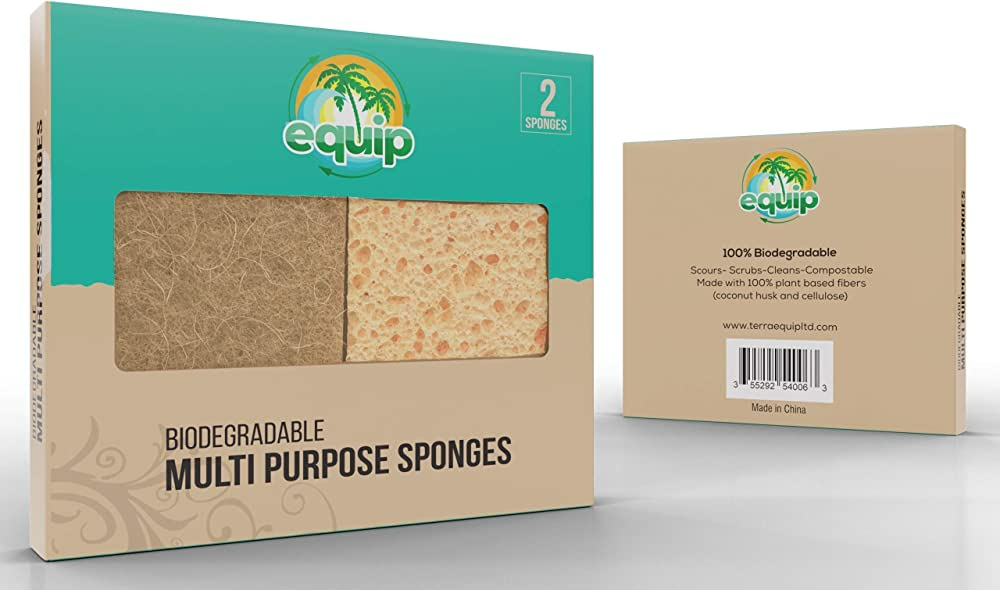 equip
2
SPONGES
BIODEGRADABLE
MULTI PURPOSE SPONGES
BIODEGRADABLE
MULTI PURPOSE SPONGES
equip
100% Biodegradable
Scours- Scrubs-Cleans-Compostable
Made with 100% plant based fibers
(coconut husk and cellulose)
www.terraequipltd.com
3 55292 54006 3
Made in China
BIODEGRADABLE
MULTI PURPOSE SPONGES